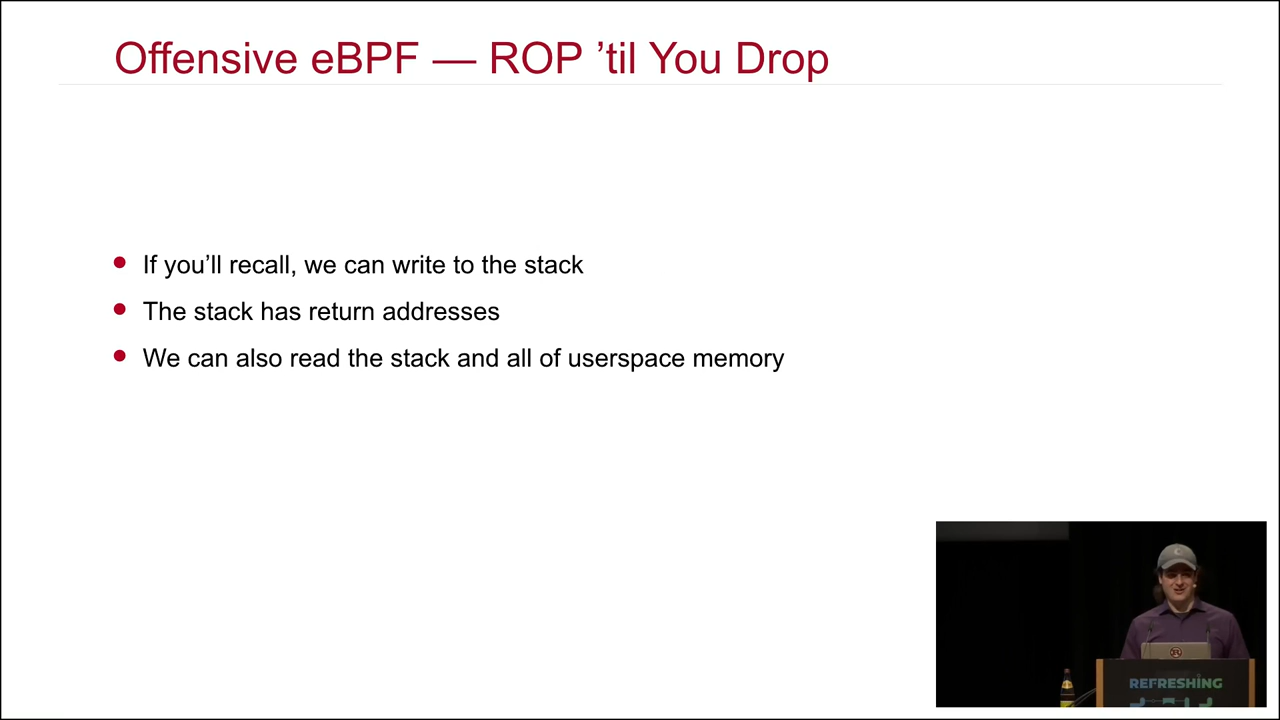 Offensive eBPF — ROP ’til You Drop
If you’ll recall, we can write to the stack
The stack has return addresses
We can also read the stack and all of userspace memory
REFRESHING